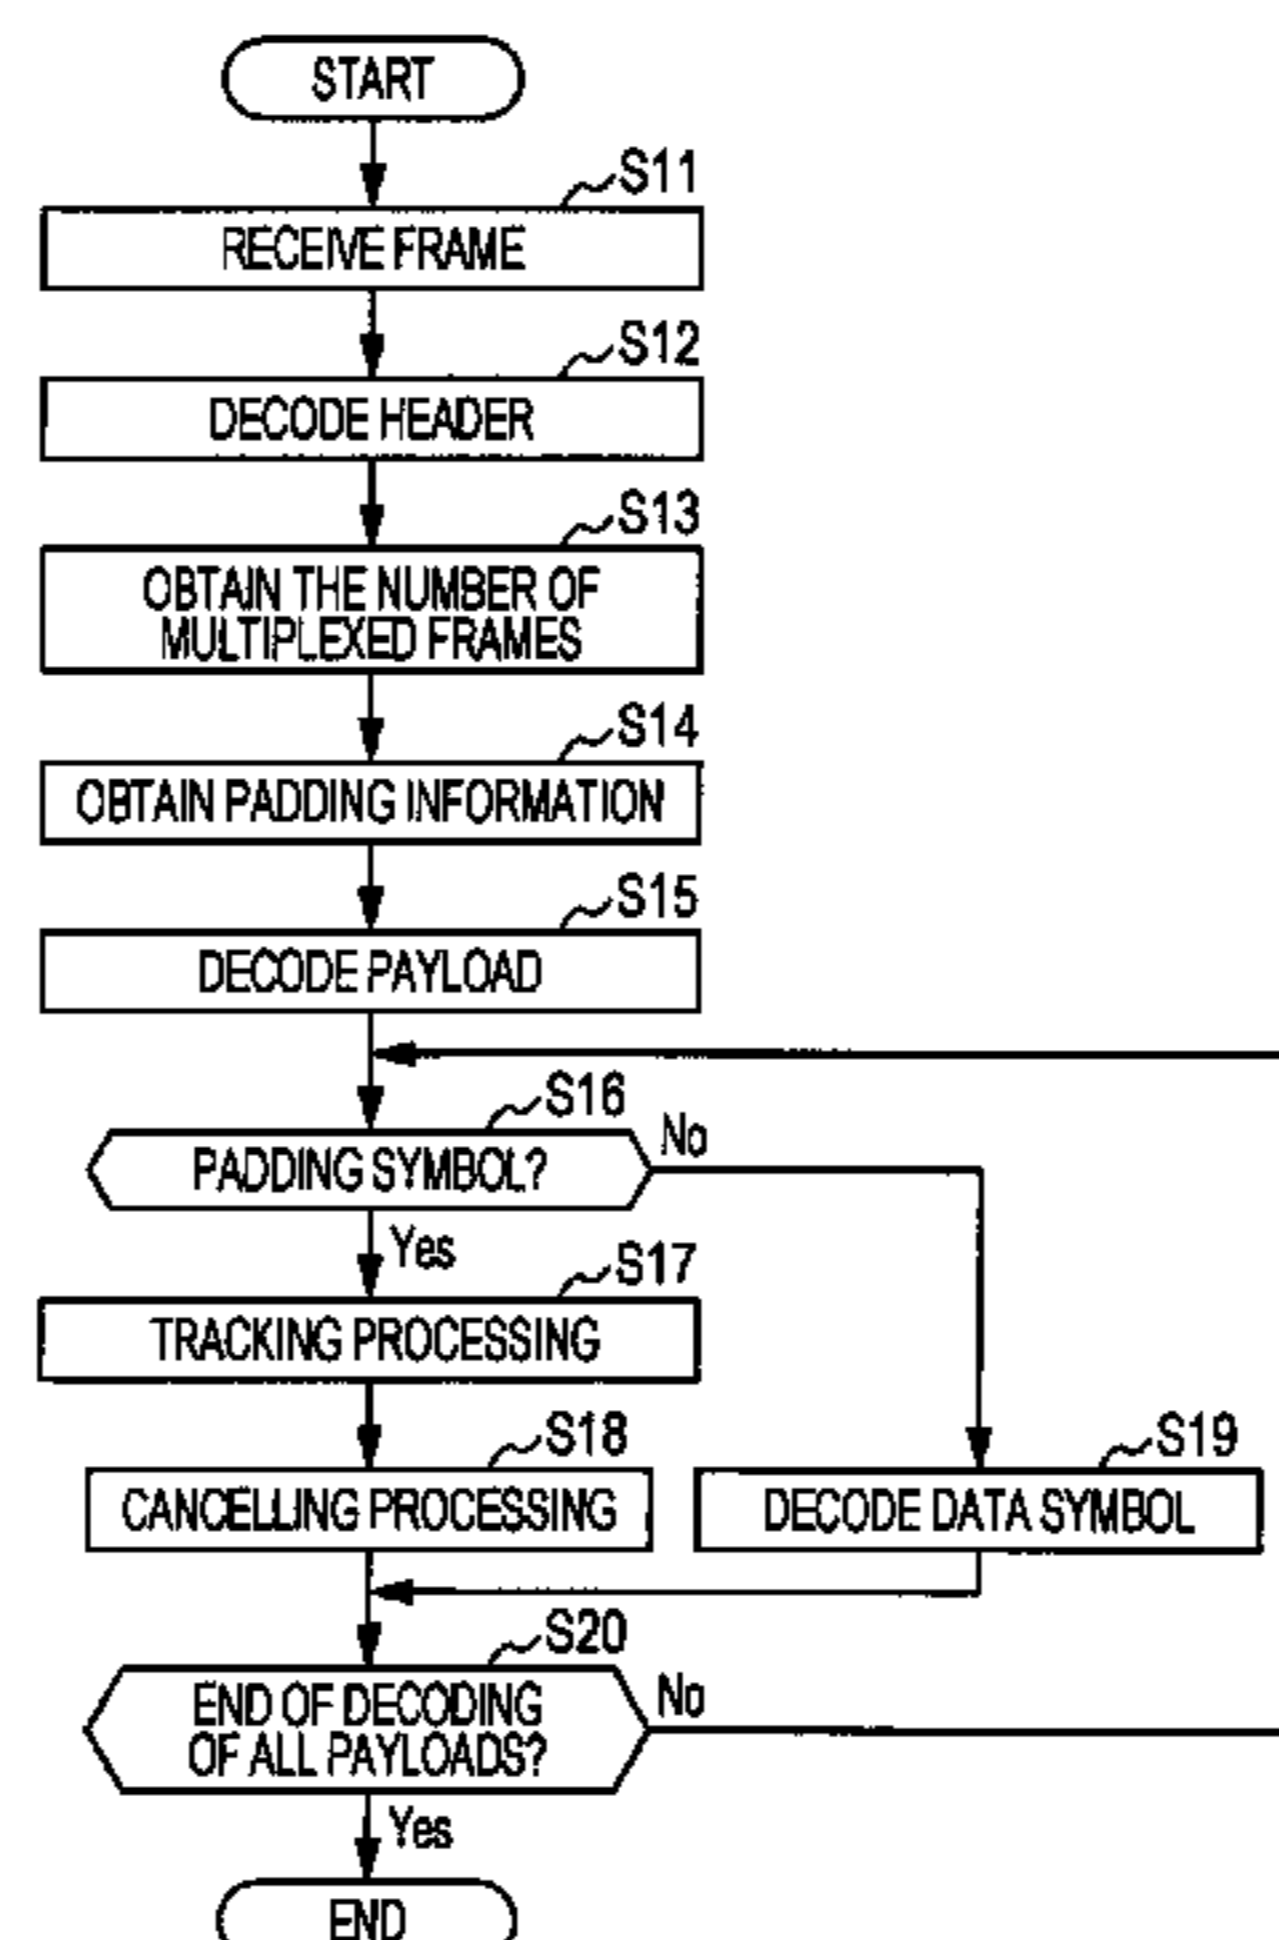 START
S11
RECEIVE FRAME
S12
DECODE HEADER
S13
OBTAIN THE NUMBER OF
MULTIPLEXED FRAMES
S14
OBTAIN PADDING INFORMATION
S15
DECODE PAYLOAD
S16
PADDING SYMBOL?
No
Yes
S17
TRACKING PROCESSING
S18
CANCELLING PROCESSING
S19
DECODE DATA SYMBOL
S20
END OF DECODING
OF ALL PAYLOADS?
No
Yes
END